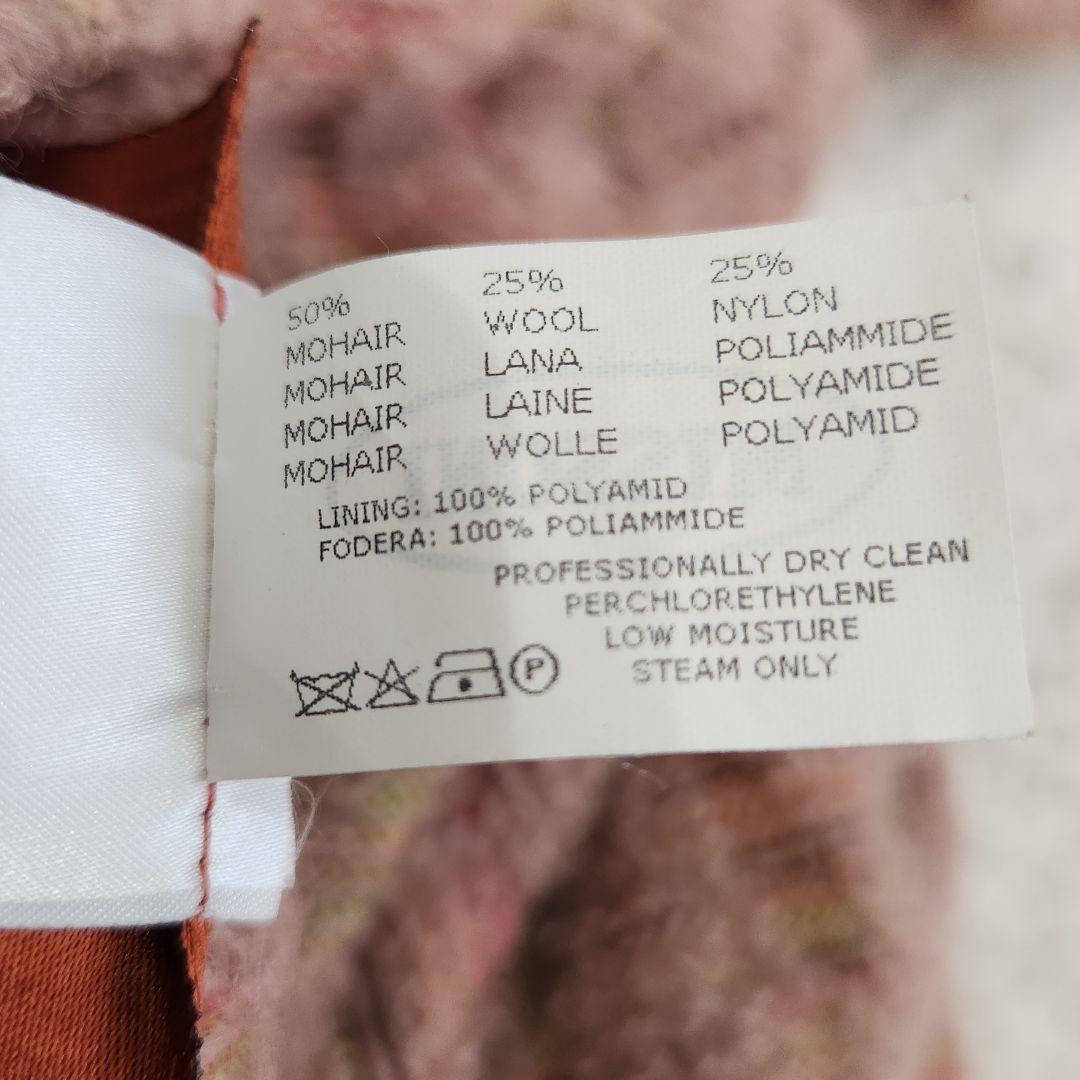 50% 25% 25%
MOHAIR WOOL NYLON
MOHAIR LANA POLIAMMIDE
MOHAIR LAINE POLYAMIDE
MOHAIR WOLLE POLYAMID
LINING: 100% POLYAMID
FODERA: 100% POLIAMMIDE
PROFESSIONALLY DRY CLEAN
PERCHLORETHYLENE
LOW MOISTURE
STEAM ONLY
P